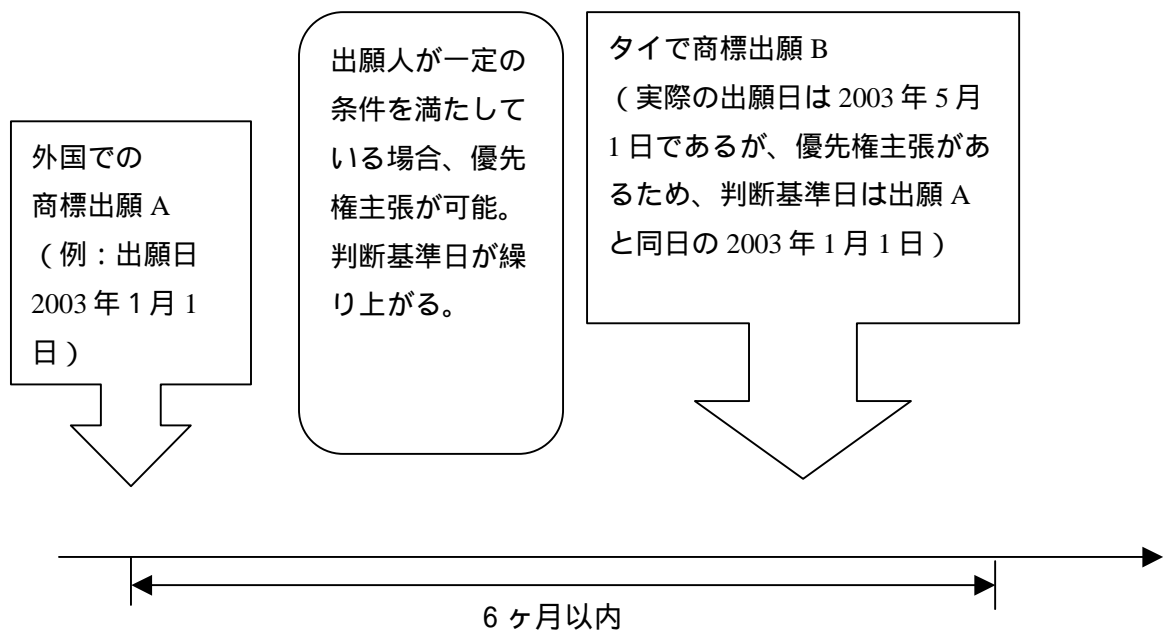 外国での
商標出願 A
（例：出願日
2003 年 1 月 1
日）
出願人が一定の
条件を満たして
いる場合、優先
権主張が可能。
判断基準日が繰
り上がる。
タイで商標出願 B
（実際の出願日は 2003 年 5 月
1 日であるが、優先権主張があ
るため、判断基準日は出願 A
と同日の 2003 年 1 月 1 日）
6 ヶ月以内